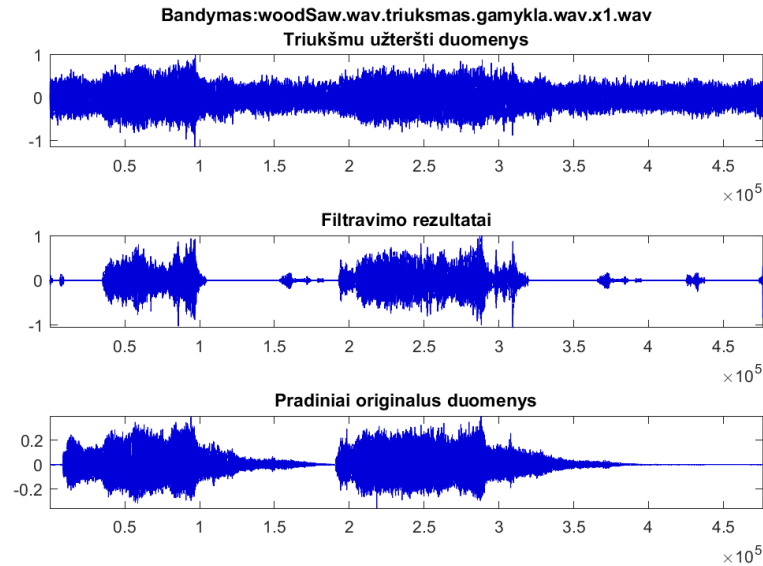 Bandymas:woodSaw.wav.triuksmas.gamykla.wav.x1.wav
Triukšmu užteršti duomenys
1
0
-1
0.5 1 1.5 2 2.5 3 3.5 4 4.5
×10^5
Filtravimo rezultatai
1
0
-1
0.5 1 1.5 2 2.5 3 3.5 4 4.5
×10^5
Pradiniai originalus duomenys
0.2
0
-0.2
0.5 1 1.5 2 2.5 3 3.5 4 4.5
×10^5